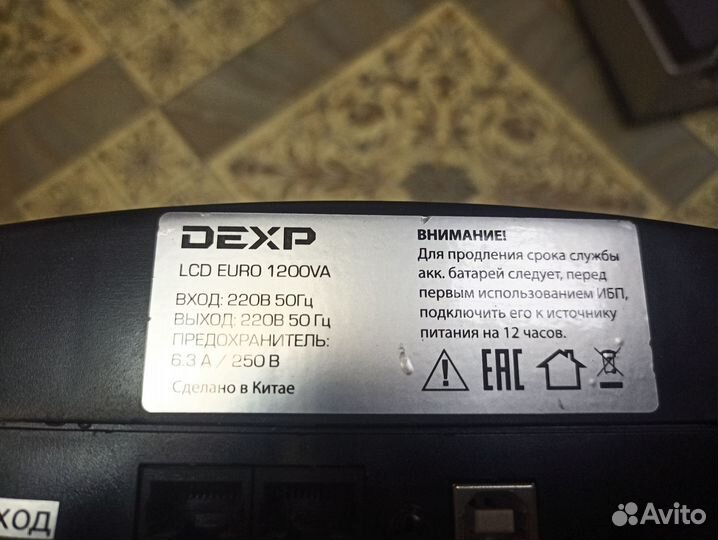 DEXP
LCD EURO 1200VA
ВХОД: 220В 50Гц
ВЫХОД: 220В 50 Гц
ПРЕДОХРАНИТЕЛЬ:
6.3 А / 250 В
Сделано в Китае
ВНИМАНИЕ!
Для продления срока службы
акк. батарей следует, перед
первым использованием ИБП,
подключить его к источнику
питания на 12 часов.
EAC
ХОД
Avito